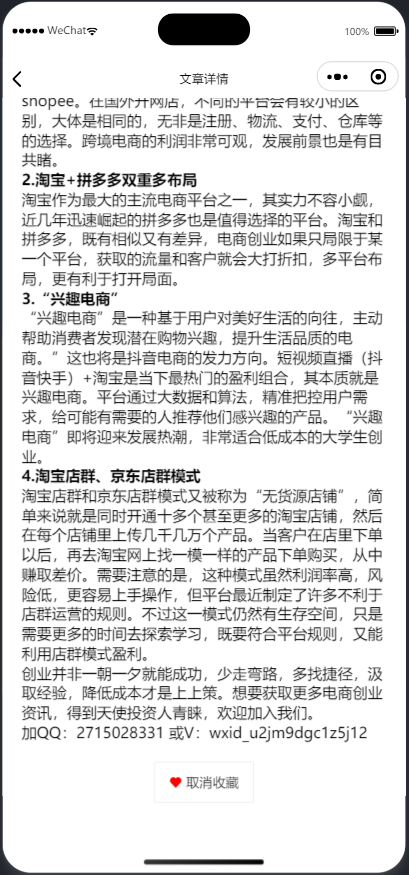 WeChat
100%
文章详情
shopee。在国外开网店，不同的平台会有较小的区
别，大体是相同的，无非是注册、物流、支付、仓库等
的选择。跨境电商的利润非常可观，发展前景也是有目
共睹。
2.淘宝+拼多多双重多布局
淘宝作为最大的主流电商平台之一，其实力不容小觑，
近几年迅速崛起的拼多多也是值得选择的平台。淘宝和
拼多多，既有相似又有差异，电商创业如果只局限于某
一个平台，获取的流量和客户就会大打折扣，多平台布
局，更有利于打开局面。
3.“兴趣电商”
“兴趣电商”是一种基于用户对美好生活的向往，主动
帮助消费者发现潜在购物兴趣，提升生活品质的电
商。“这也将是抖音电商的发力方向。短视频直播（抖
音快手）+淘宝是当下最热门的盈利组合，其本质就是
兴趣电商。平台通过大数据和算法，精准把控用户需
求，给可能有需要的人推荐他们感兴趣的产品。“兴趣
电商”即将迎来发展热潮，非常适合低成本的大学生创
业。
4.淘宝店群、京东店群模式
淘宝店群和京东店群模式又被称为“无货源店铺”，简
单来说就是同时开通十多个甚至更多的淘宝店铺，然后
在每个店铺里上传几千几万个产品。当客户在店里下单
以后，再去淘宝网上找一模一样的产品下单购买，从中
赚取差价。需要注意的是，这种模式虽然利润率高，风
险低，更容易上手操作，但平台最近制定了许多不利于
店群运营的规则。不过这一模式仍然有生存空间，只是
需要更多的时间去探索学习，既要符合平台规则，又能
利用店群模式盈利。
创业并非一朝一夕就能成功，少走弯路，多找捷径，汲
取经验，降低成本才是上上策。想要获取更多电商创业
资讯，得到天使投资人青睐，欢迎加入我们。
加QQ：2715028331 或V：wxid_u2jm9dgc1z5j12
取消收藏